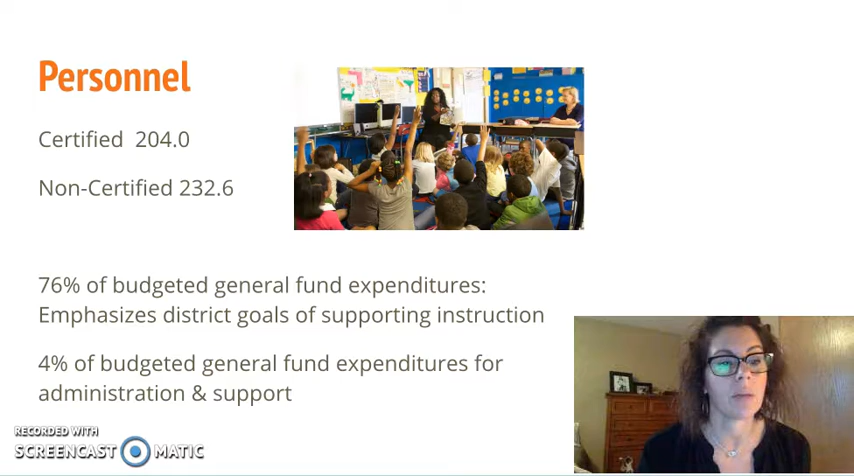 Personnel
Certified 204.0
Non-Certified 232.6
76% of budgeted general fund expenditures:
Emphasizes district goals of supporting instruction
4% of budgeted general fund expenditures for
administration & support
RECORDED WITH
SCREENCAST MATIC